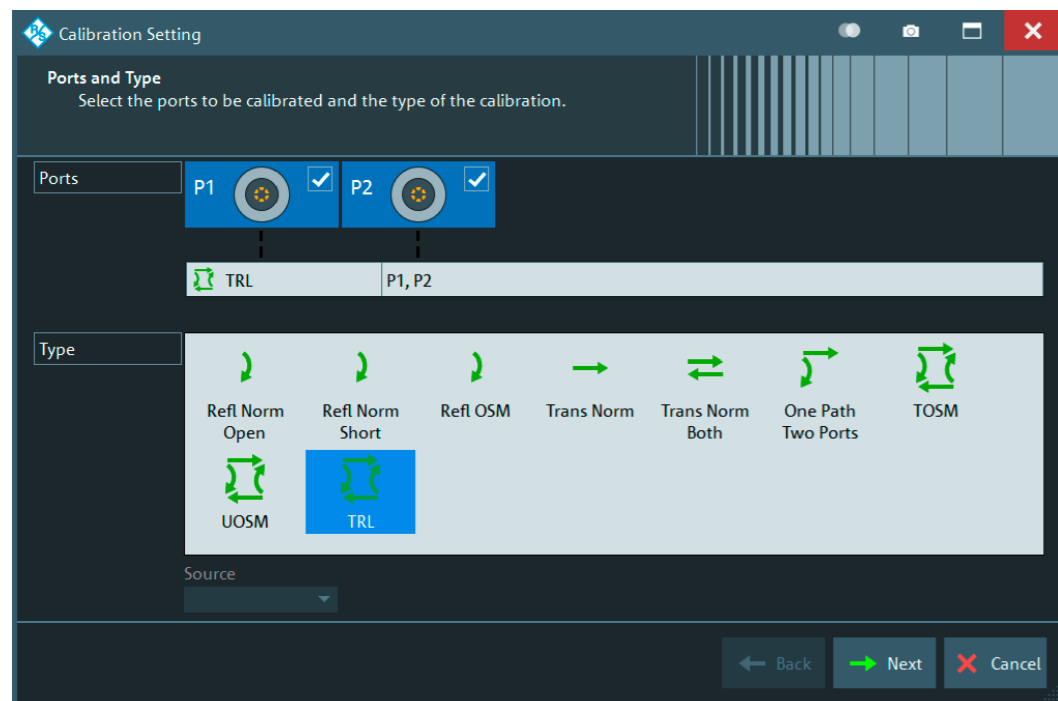 Calibration Setting
Ports and Type
Select the ports to be calibrated and the type of the calibration.
Ports
P1
P2
TRL
P1, P2
Type
Refl Norm Open
Refl Norm Short
Refl OSM
Trans Norm
Trans Norm Both
One Path Two Ports
TOSM
UOSM
TRL
Source
Back
Next
Cancel